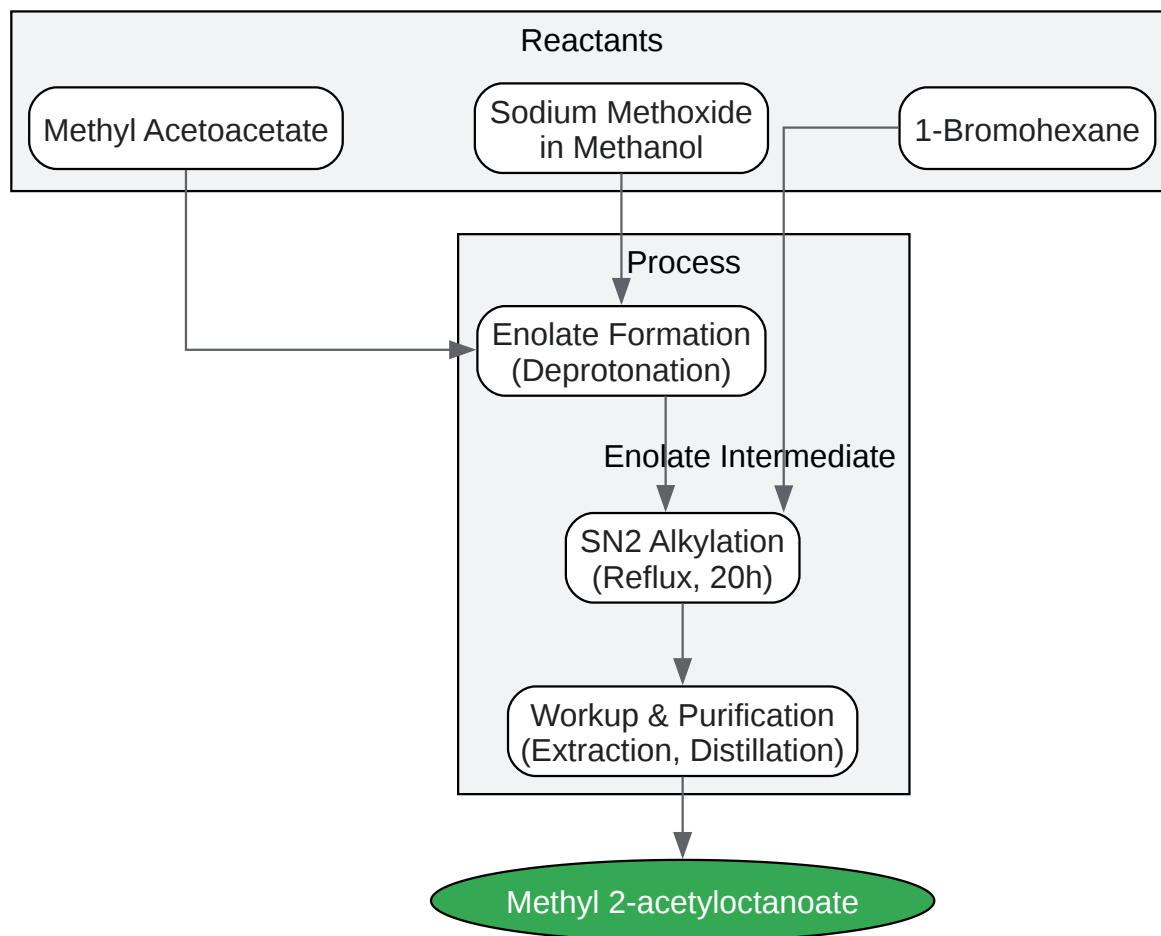 Reactants
Methyl Acetoacetate
Sodium Methoxide
in Methanol
1-Bromohexane
Process
Enolate Formation
(Deprotonation)
Enolate Intermediate
SN2 Alkylation
(Reflux, 20h)
Workup & Purification
(Extraction, Distillation)
Methyl 2-acetyloctanoate